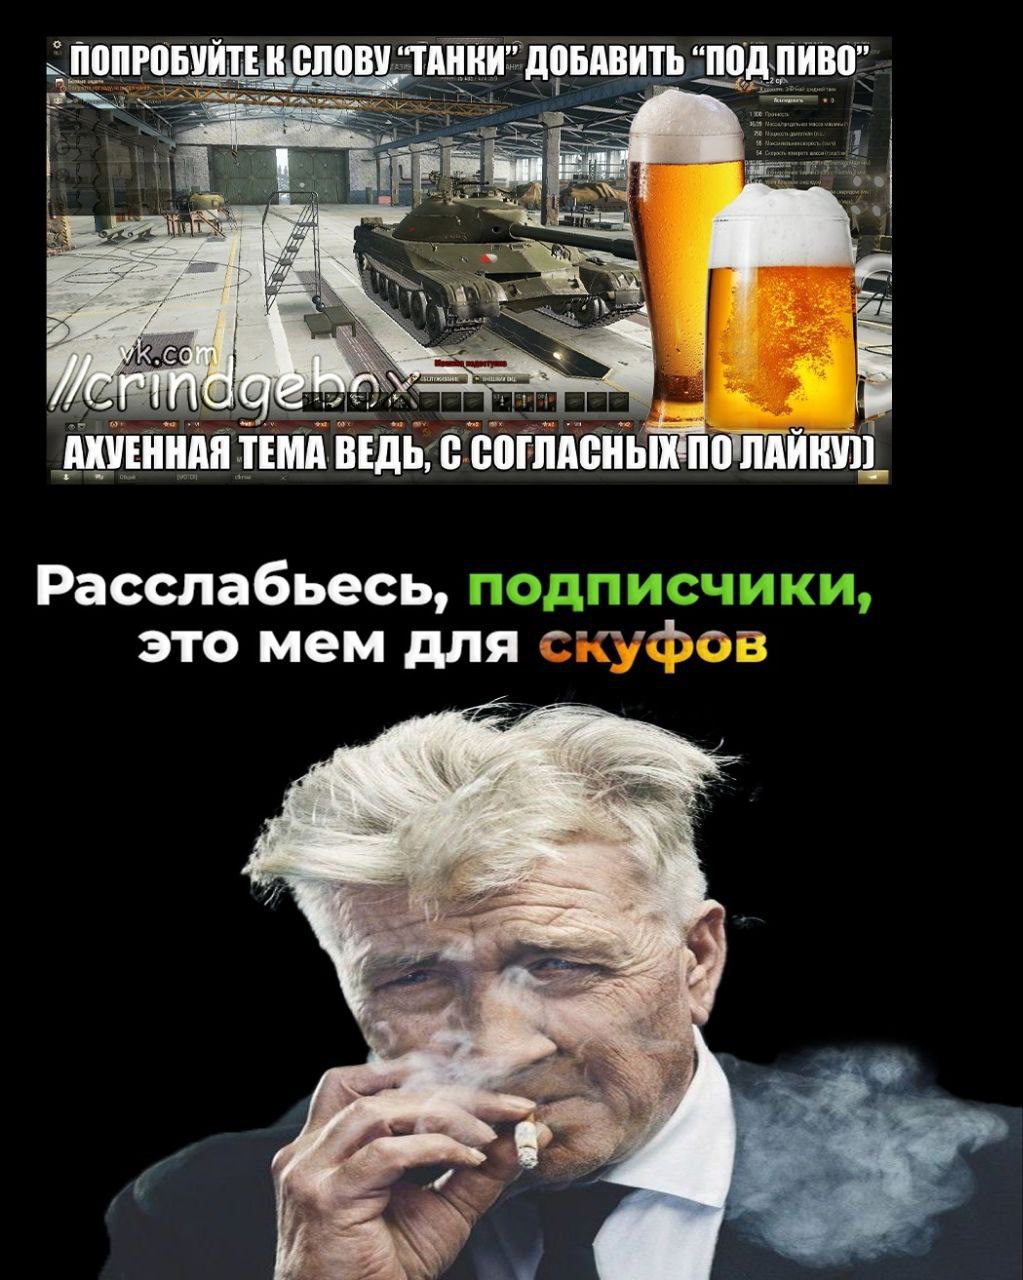 ПОПРОБУЙТЕ К СЛОВУ “ТАНКИ” ДОБАВИТЬ “ПОД ПИВО”
vk.com
//crindgebox
АХУЕННАЯ ТЕМА ВЕДЬ, С СОГЛАСНЫХ ПО ЛАЙКУ))
Расслабьесь, подписчики,
это мем для скуфов